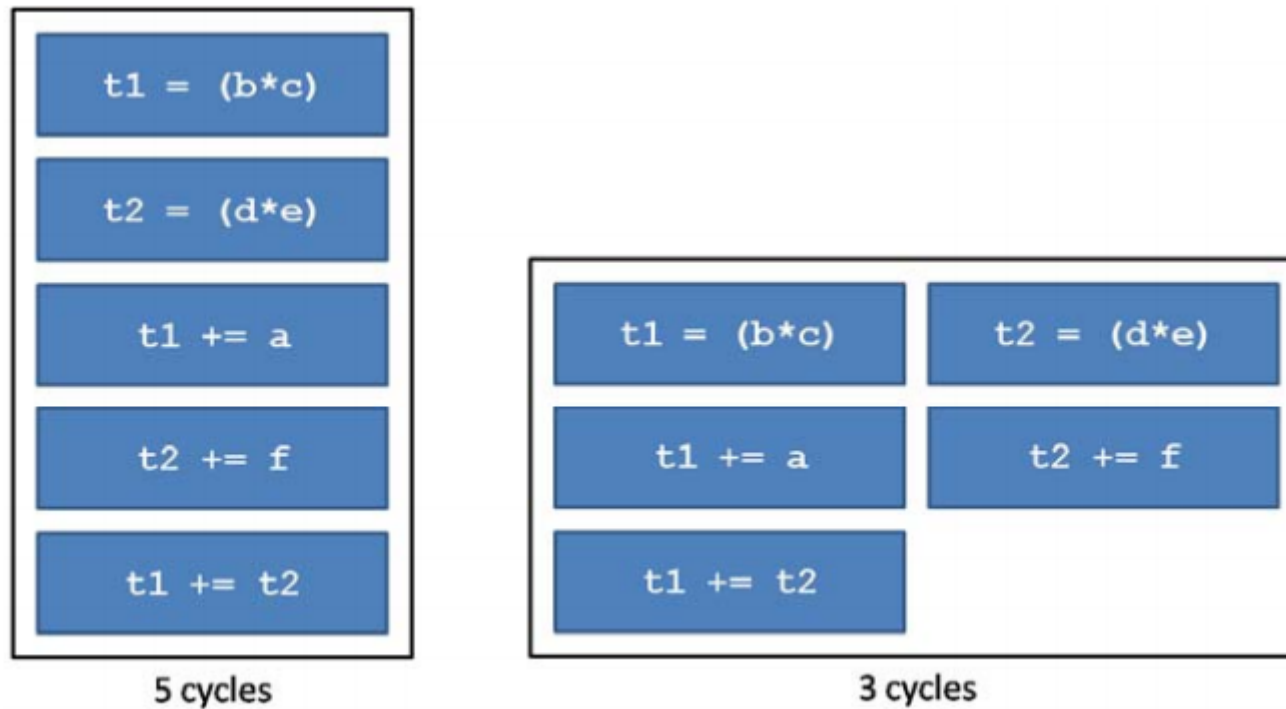 t1 = (b*c)
t2 = (d*e)
t1 += a
t2 += f
t1 += t2
5 cycles
t1 = (b*c)
t2 = (d*e)
t1 += a
t2 += f
t1 += t2
3 cycles